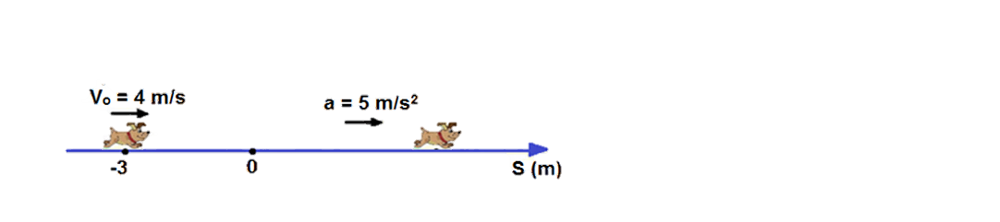 Vₒ = 4 m/s
a = 5 m/s²
-3
0
S (m)